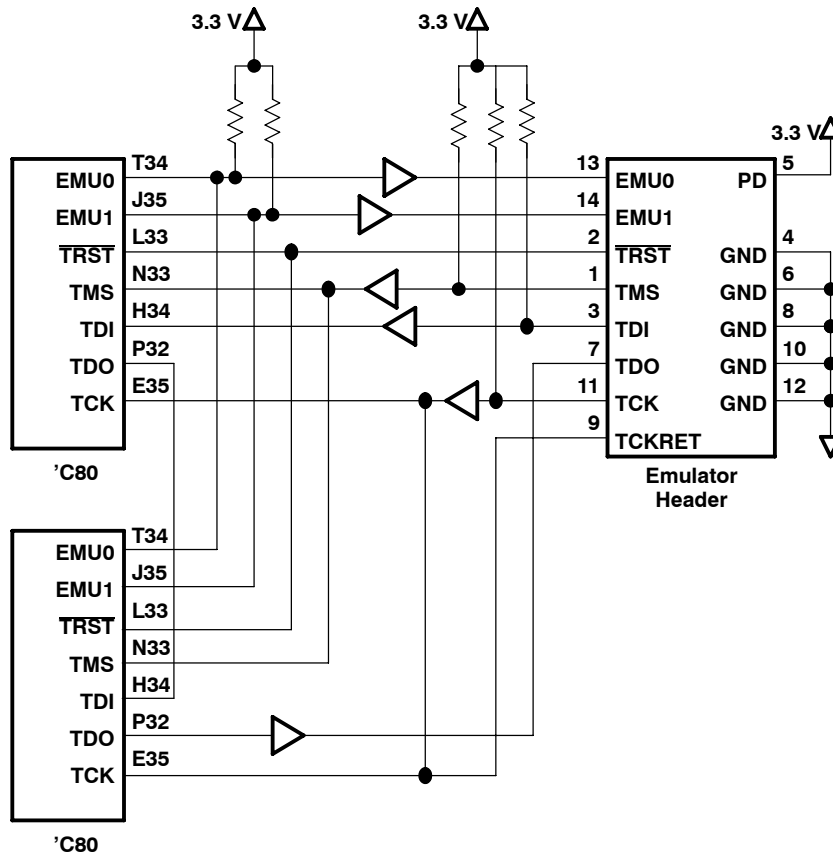 3.3 V
3.3 V
3.3 V
EMU0
T34
EMU1
J35
TRST
L33
TMS
N33
TDI
H34
TDO
P32
TCK
E35
'C80
13
EMU0
14
EMU1
2
TRST
1
TMS
3
TDI
7
TDO
11
TCK
9
TCKRET
PD
5
GND
4
GND
6
GND
8
GND
10
GND
12
Emulator
Header
EMU0
T34
EMU1
J35
TRST
L33
TMS
N33
TDI
H34
TDO
P32
TCK
E35
'C80